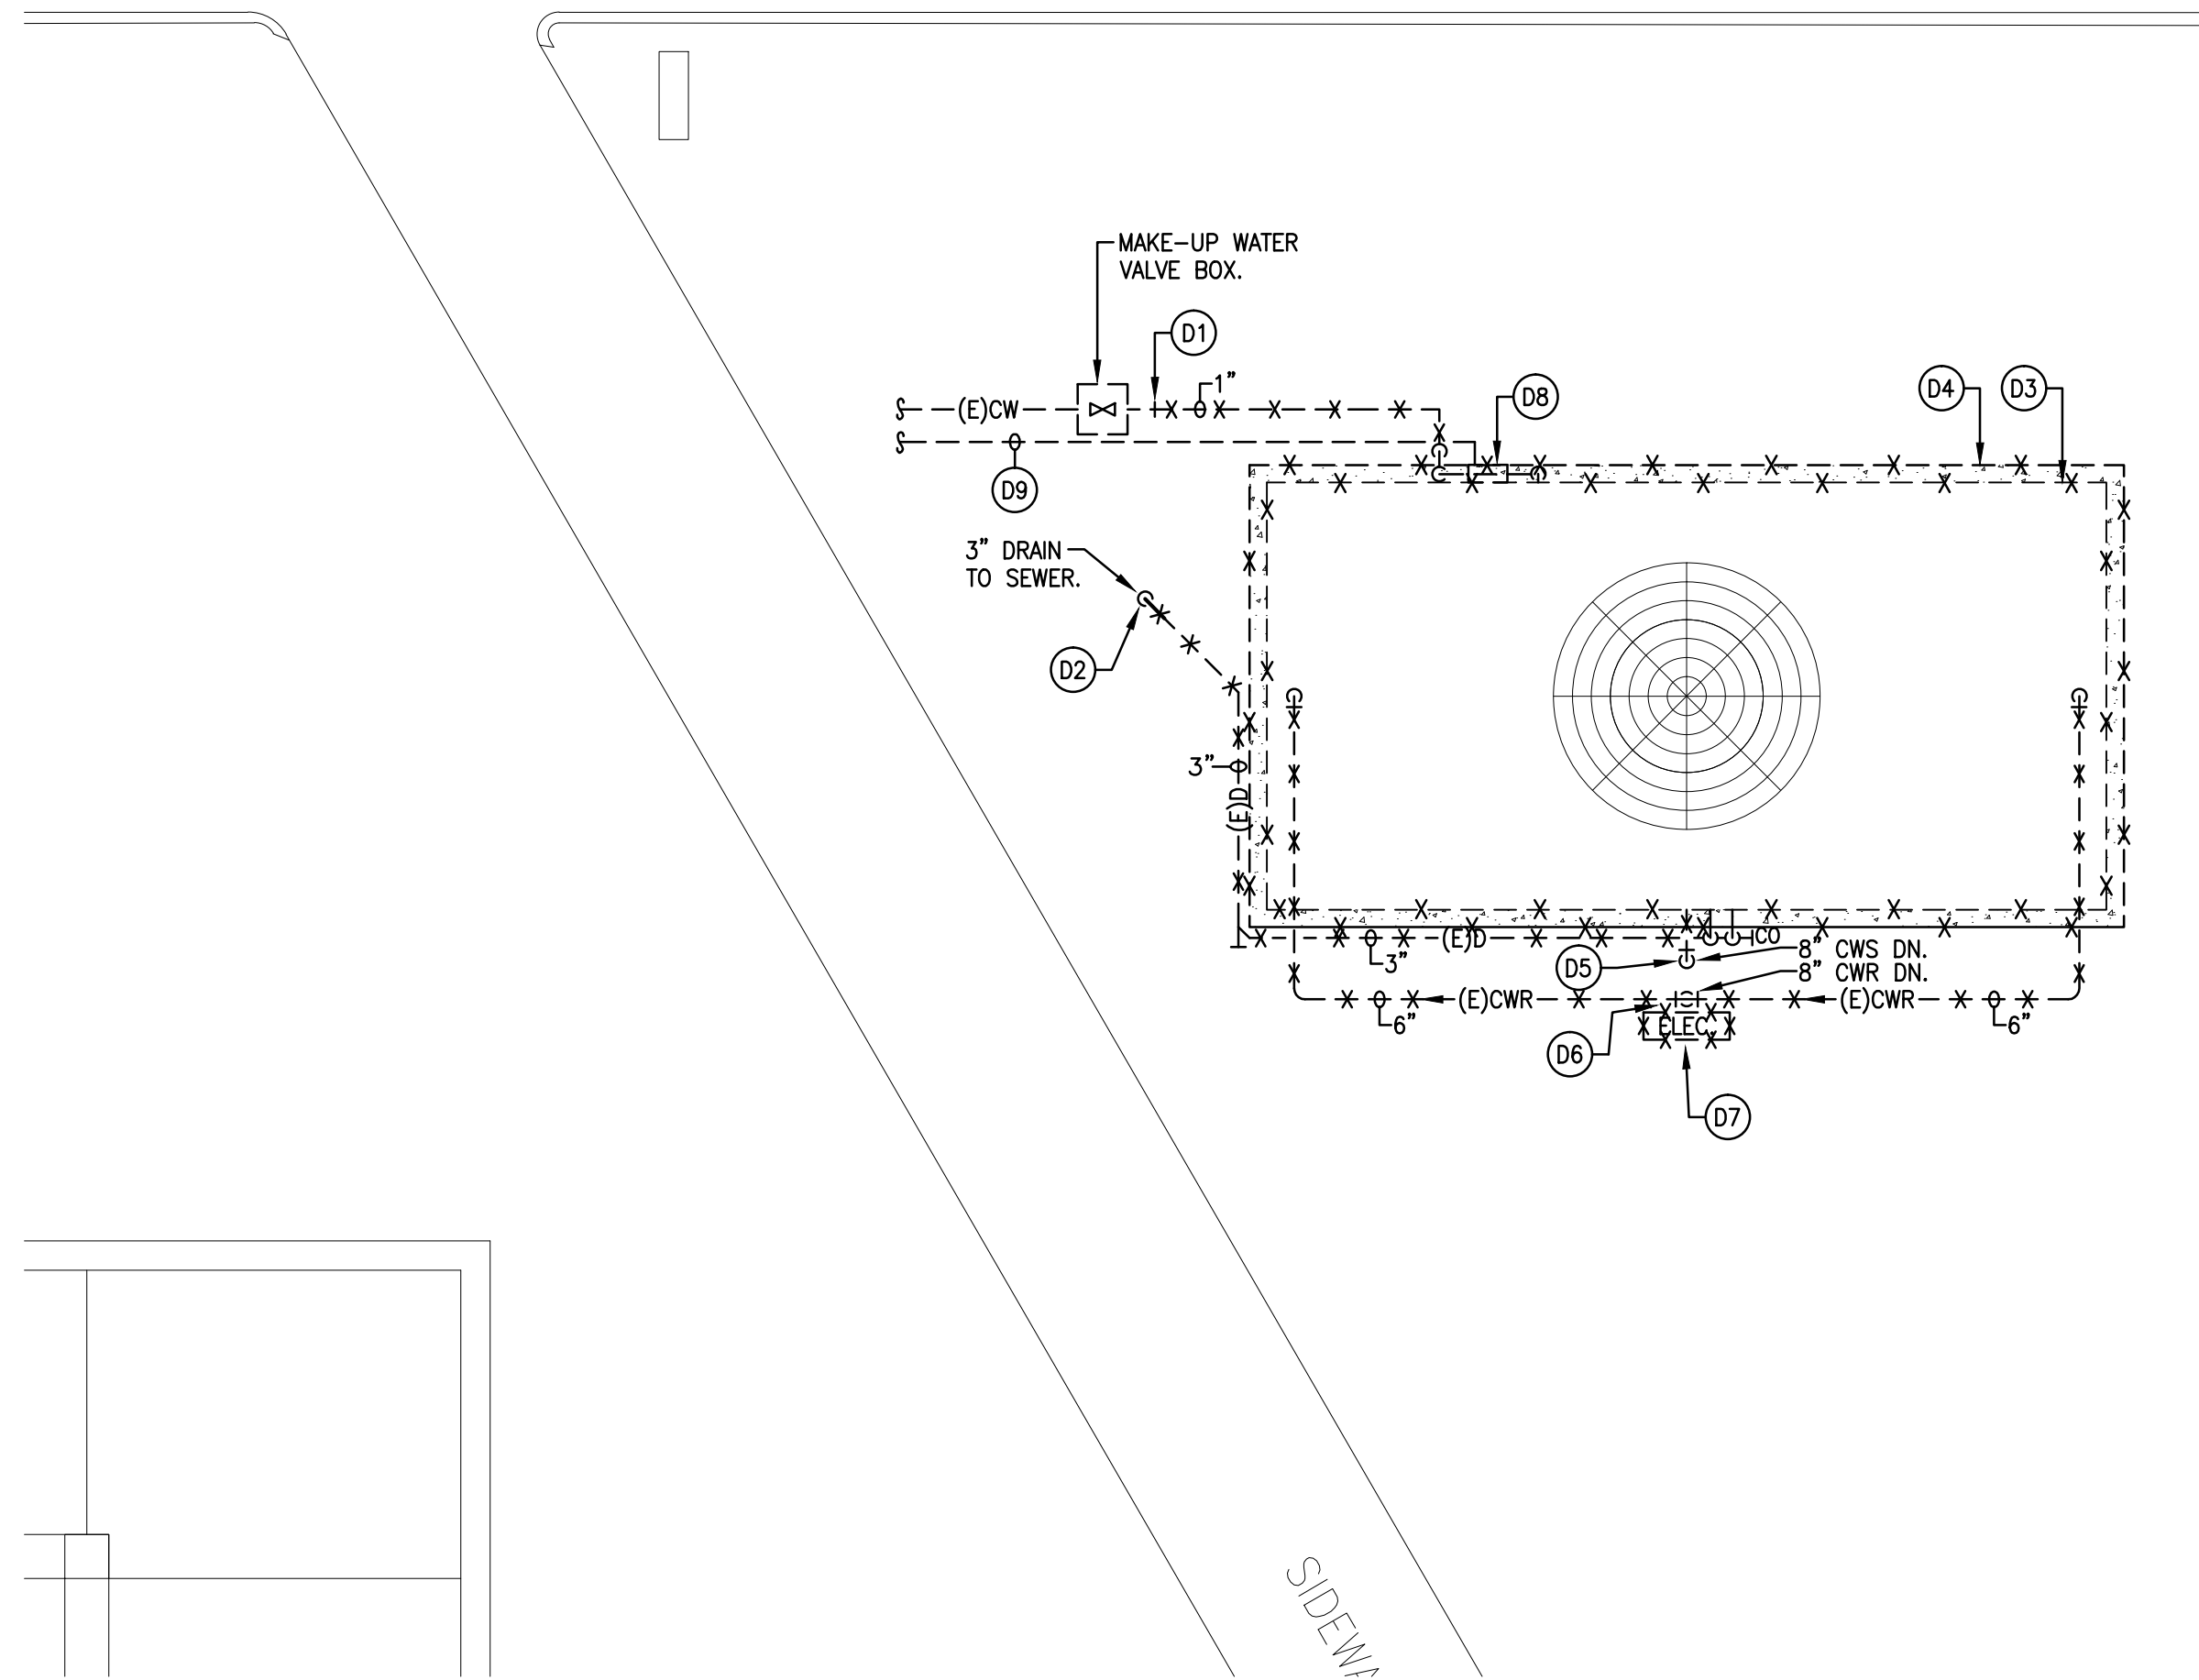 MAKE-UP WATER
VALVE BOX.
D1
1"
(E)CW
D8
D4
D3
D9
3" DRAIN
TO SEWER.
D2
3"
(E)D
(E)D
CO
3"
D5
8" CWS DN.
8" CWR DN.
(E)CWR
(E)CWR
6"
6"
ELEC.
D6
D7